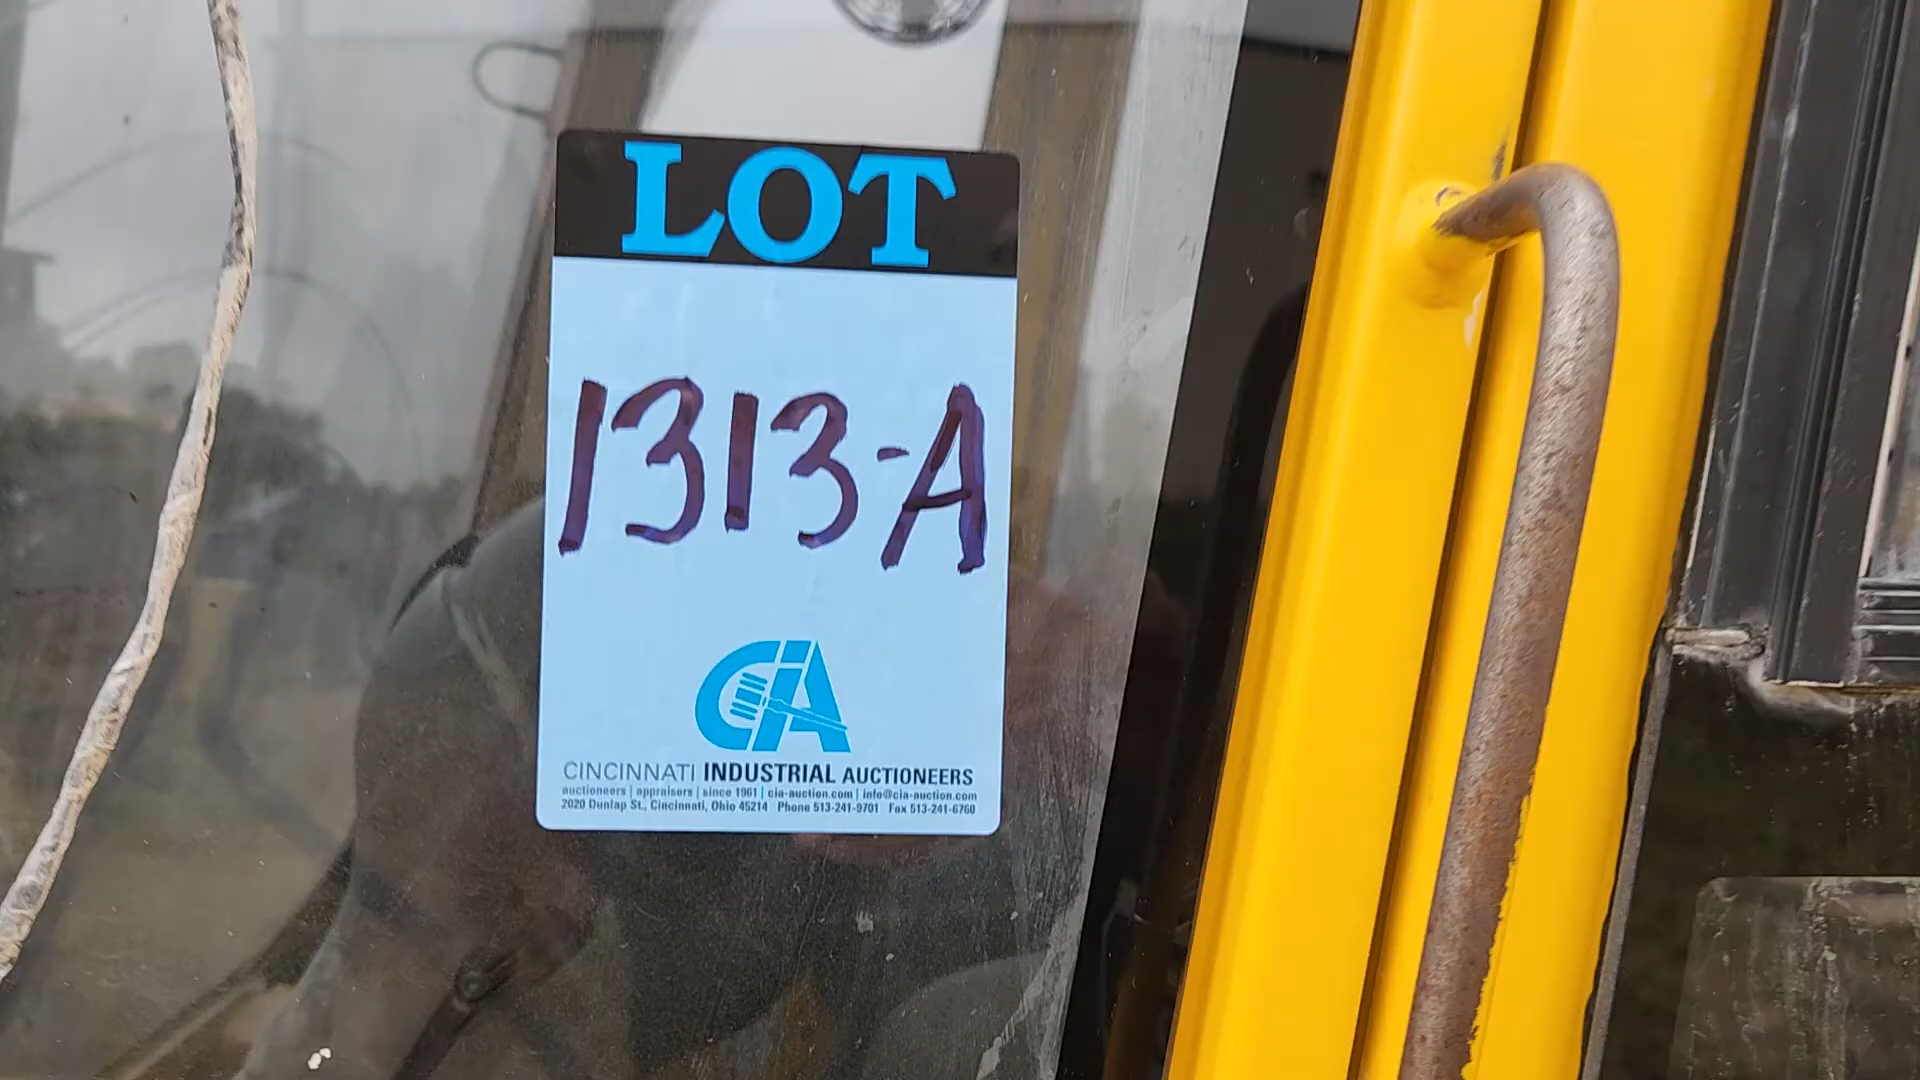 LOT
1313-A
CIA
CINCINNATI INDUSTRIAL AUCTIONEERS
auctioneers | appraisers | since 1961 | cia-auction.com | info@cia-auction.com
2020 Dunlap St., Cincinnati, Ohio 45214 Phone 513-241-9701 Fax 513-241-6760